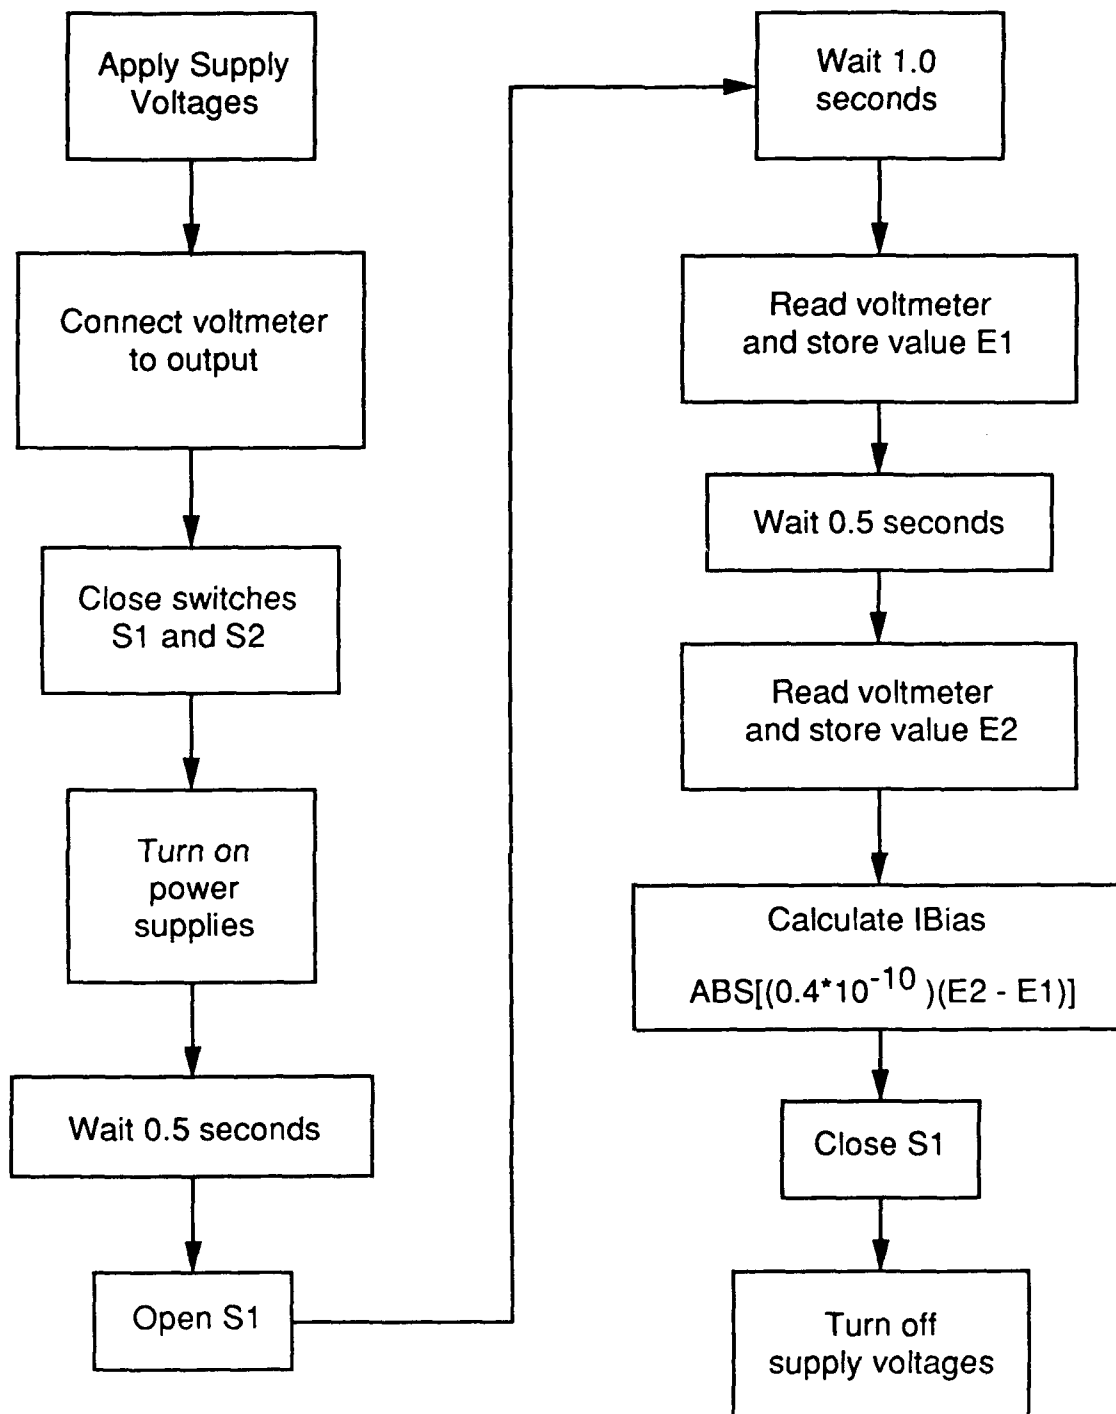 Apply Supply
Voltages
Connect voltmeter
to output
Close switches
S1 and S2
Turn on
power
supplies
Wait 0.5 seconds
Open S1
Wait 1.0
seconds
Read voltmeter
and store value E1
Wait 0.5 seconds
Read voltmeter
and store value E2
Calculate IBias
ABS[(0.4*10^-10 )(E2 - E1)]
Close S1
Turn off
supply voltages